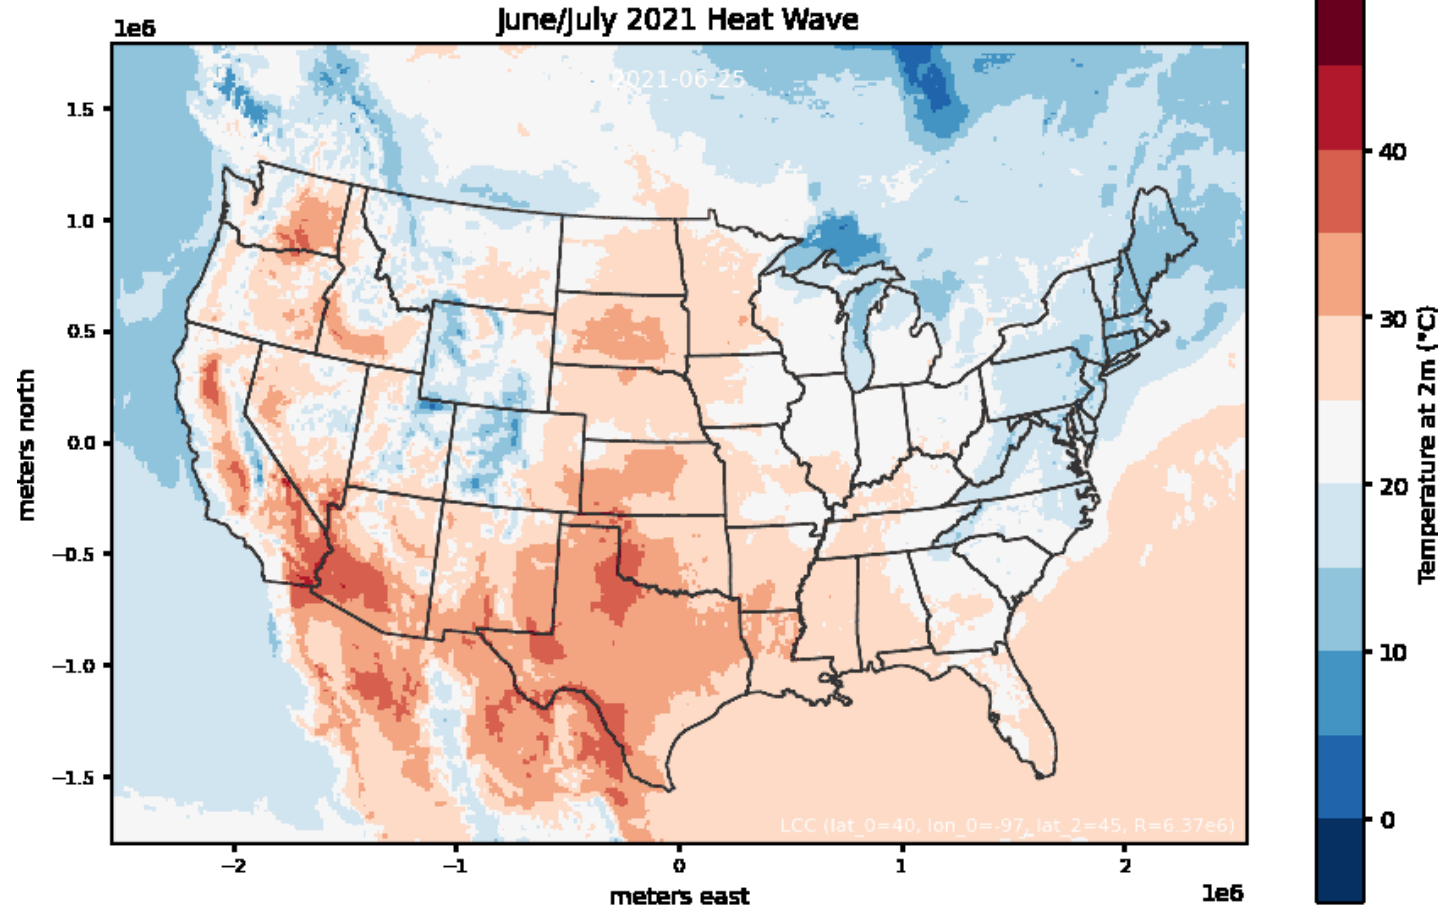 June/July 2021 Heat Wave
1e6
2021-06-25
1.5
1.0
0.5
0.0
−0.5
−1.0
−1.5
meters north
LCC (lat_0=40, lon_0=-97, lat_2=45, R=6.37e6)
−2
−1
0
1
2
meters east
1e6
40
30
20
10
0
Temperature at 2m (°C)